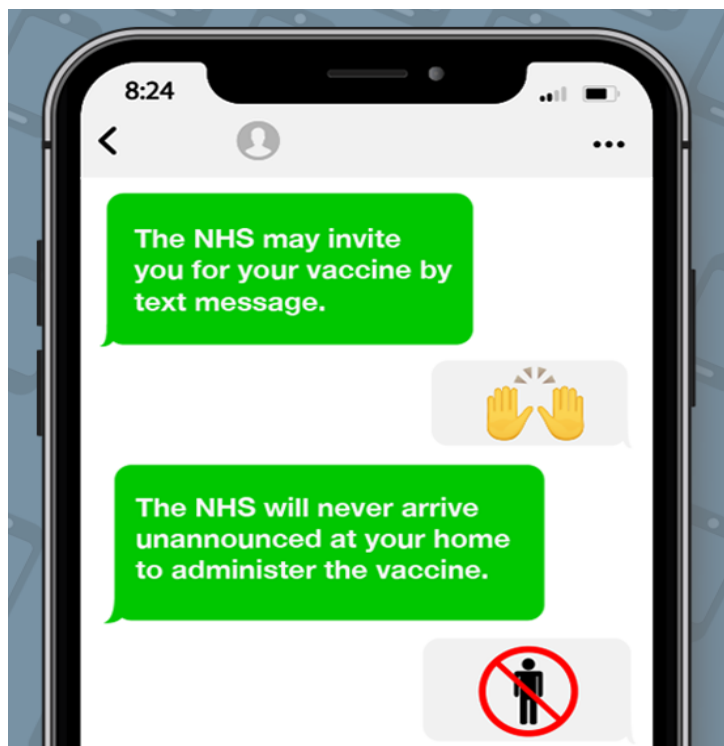 8:24
The NHS may invite
you for your vaccine by
text message.
The NHS will never arrive
unannounced at your home
to administer the vaccine.